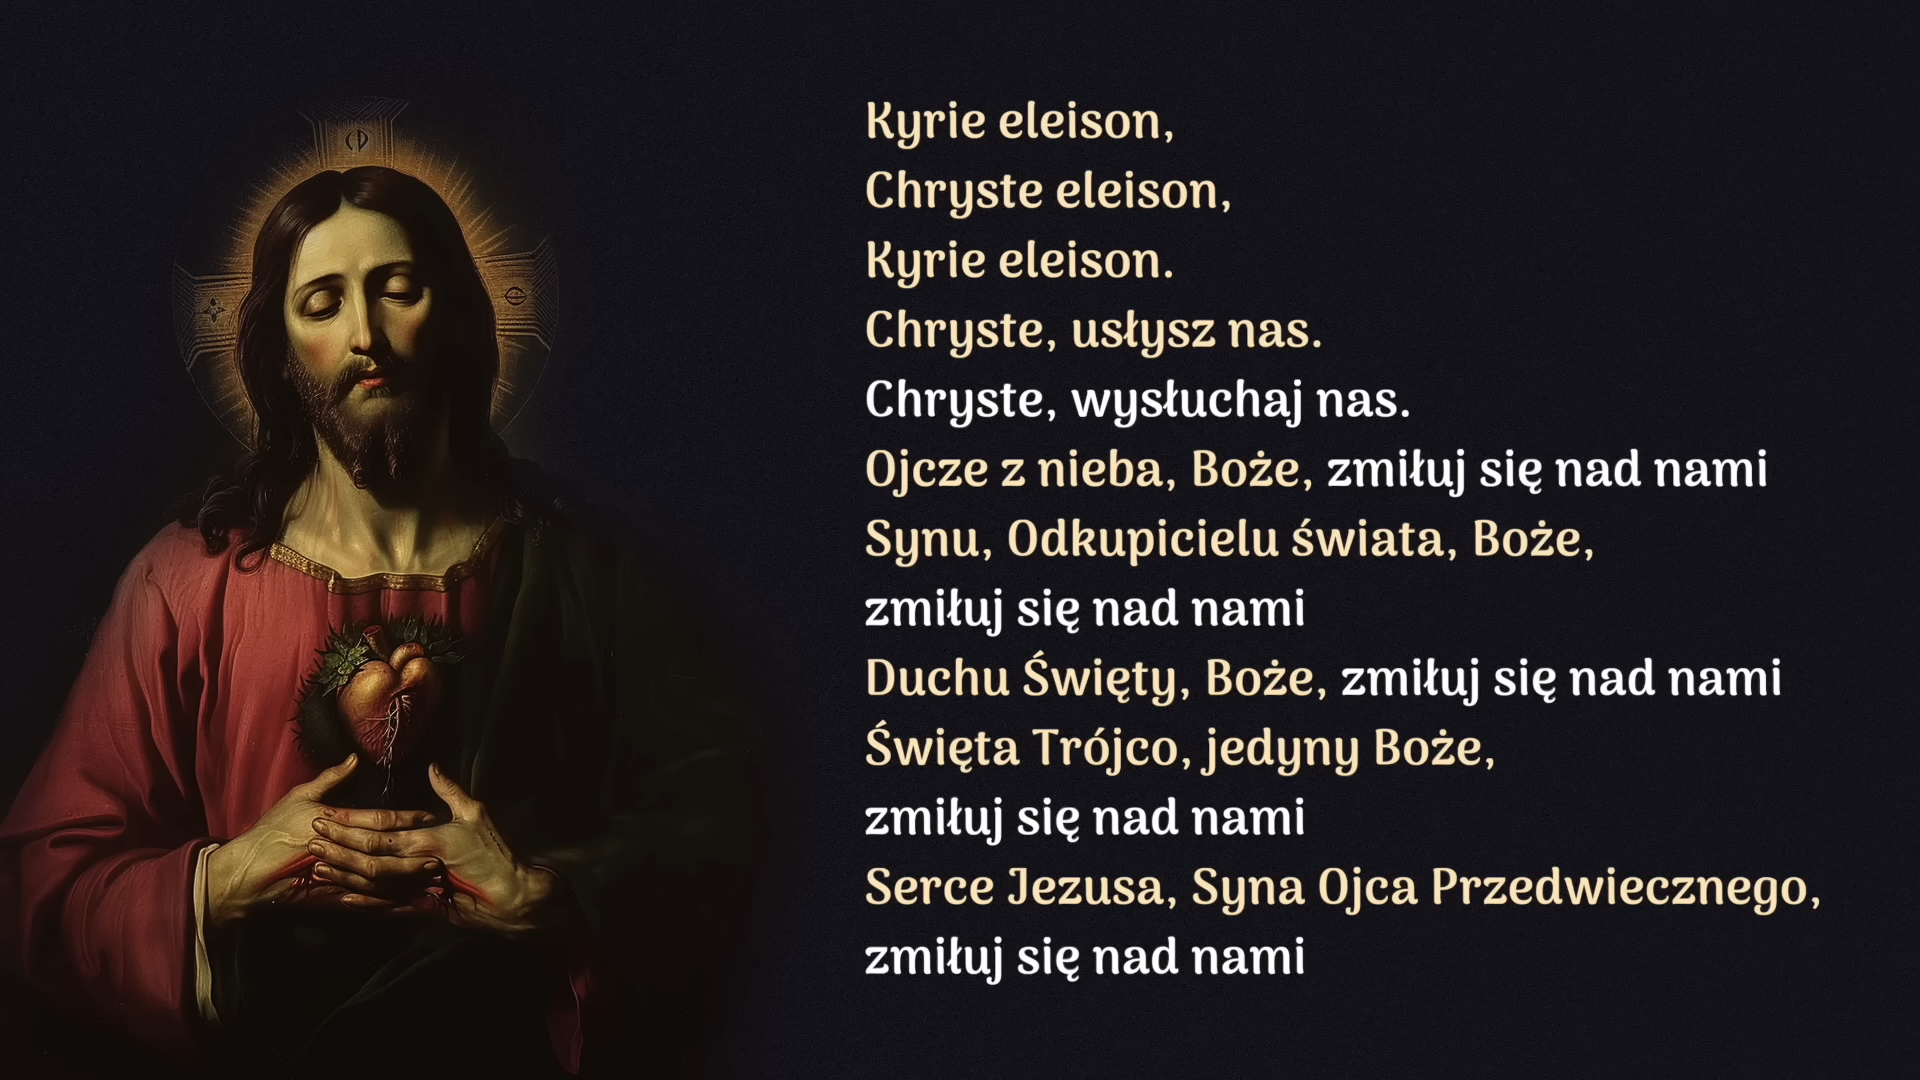 Kyrie eleison,
Chryste eleison,
Kyrie eleison.
Chryste, usłysz nas.
Chryste, wysłuchaj nas.
Ojcze z nieba, Boże, zmiłuj się nad nami
Synu, Odkupicielu świata, Boże,
zmiłuj się nad nami
Duchu Święty, Boże, zmiłuj się nad nami
Święta Trójco, jedyny Boże,
zmiłuj się nad nami
Serce Jezusa, Syna Ojca Przedwiecznego,
zmiłuj się nad nami